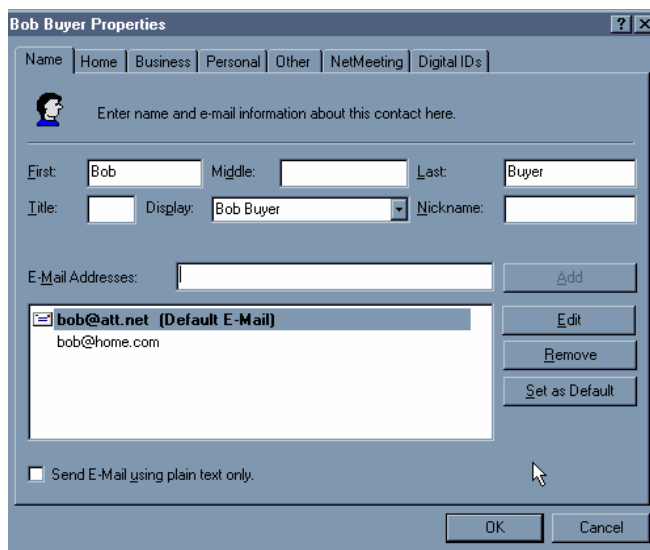 Bob Buyer Properties
? ×
Name Home Business Personal Other NetMeeting Digital IDs
Enter name and e-mail information about this contact here.
First: Bob Middle: Last: Buyer
Title: Display: Bob Buyer Nickname:
E-Mail Addresses: Add
bob@att.net (Default E-Mail) Edit
bob@home.com
Remove
Set as Default
Send E-Mail using plain text only.
OK Cancel